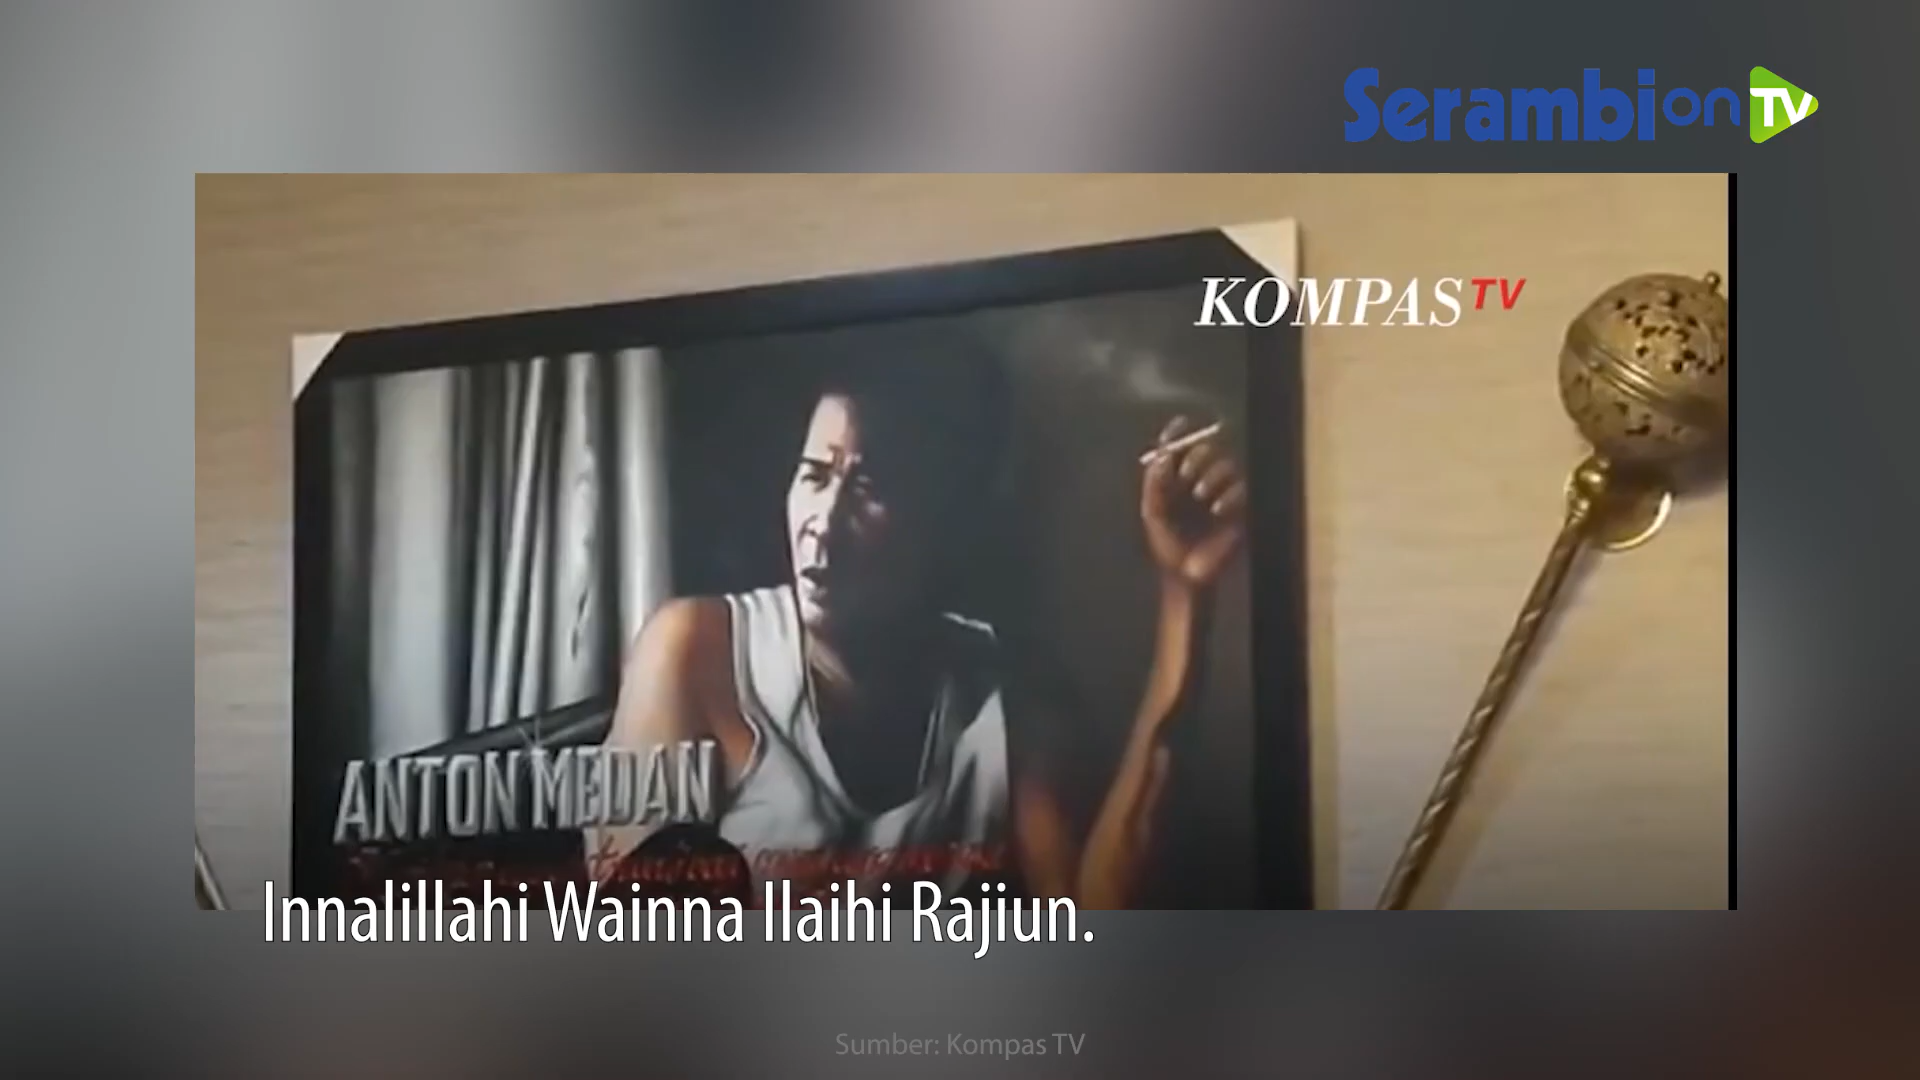 Serambi on TV
KOMPAS TV
ANTON MEDAN
Innalillahi Wainna Ilaihi Rajiun.
Sumber: Kompas TV